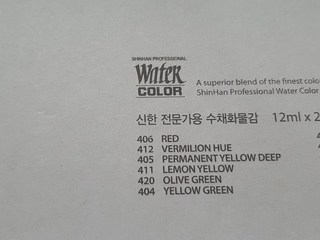 SHINHAN PROFESSIONAL
Water
COLOR
A superior blend of the finest colo
ShinHan Professional Water Color
신한 전문가용 수채화물감 12ml x 2
406 RED
412 VERMILION HUE
405 PERMANENT YELLOW DEEP
411 LEMON YELLOW
420 OLIVE GREEN
404 YELLOW GREEN